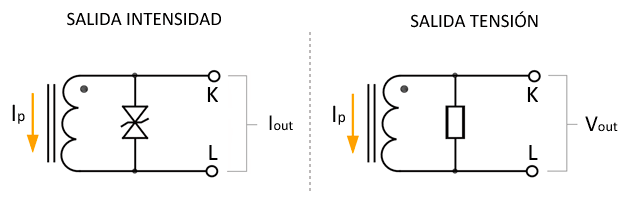 SALIDA INTENSIDAD
K
Ip
Iout
L
SALIDA TENSIÓN
K
Ip
Vout
L